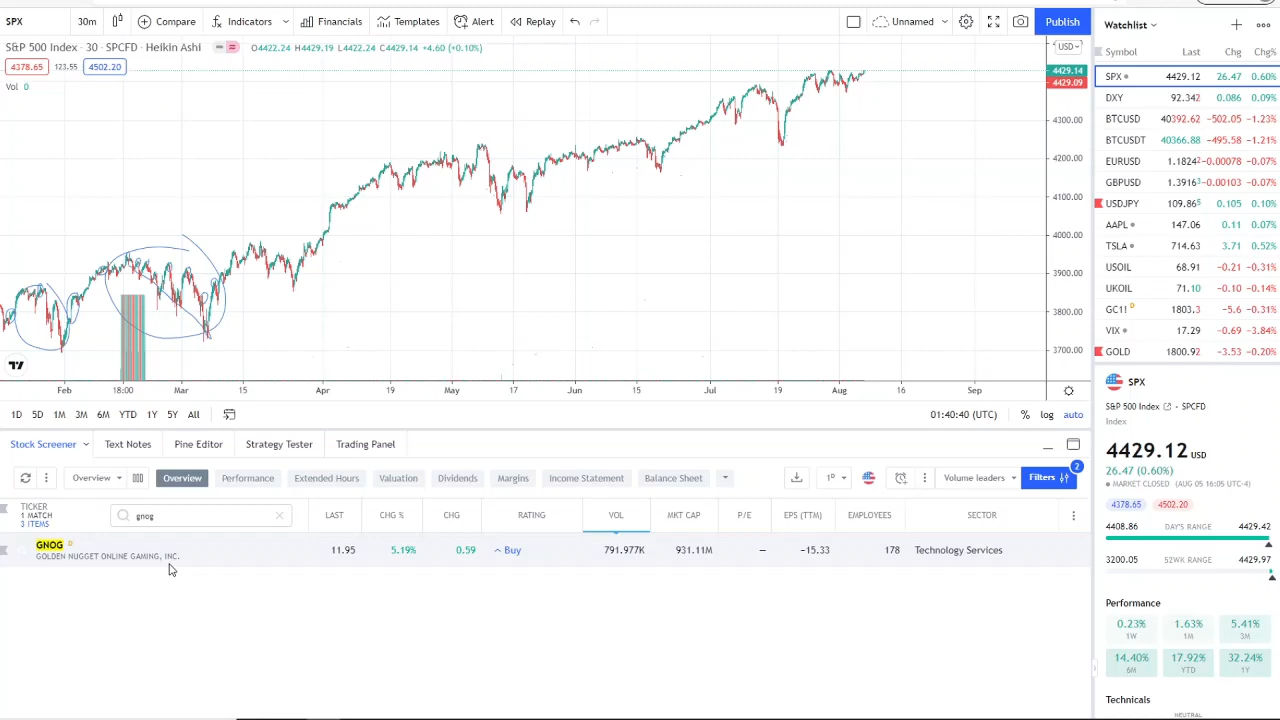 SPX 30m Compare Indicators Financials Templates Alert Replay Unnamed Publish
S&P 500 Index · 30 · SPCFD · Heikin Ashi O4422.24 H4429.19 L4422.24 C4429.14 +4.60 (+0.10%)
4378.65 123.55 4502.20
Vol 0
USD
4429.14
4429.09
4300.00
4200.00
4100.00
4000.00
3900.00
3800.00
3700.00
Feb 18:00 Mar 15 Apr 19 May 17 Jun 15 Jul 19 Aug 16 Sep
1D 5D 1M 3M 6M YTD 1Y 5Y All 01:40:40 (UTC) % log auto
Stock Screener Text Notes Pine Editor Strategy Tester Trading Panel
Overview Overview Performance Extended Hours Valuation Dividends Margins Income Statement Balance Sheet 1D Volume leaders Filters 2
TICKER
1 MATCH
3 ITEMS
gnog LAST CHG % CHG RATING VOL MKT CAP P/E EPS (TTM) EMPLOYEES SECTOR
GNOG D 11.95 5.19% 0.59 Buy 791.977K 931.11M — −15.33 178 Technology Services
GOLDEN NUGGET ONLINE GAMING, INC.
Watchlist
Symbol Last Chg Chg%
SPX 4429.12 26.47 0.60%
DXY 92.342 0.086 0.09%
BTCUSD 40392.62 −502.05 −1.23%
BTCUSDT 40366.88 −495.58 −1.21%
EURUSD 1.18242 −0.00078 −0.07%
GBPUSD 1.39163 −0.00103 −0.07%
USDJPY 109.865 0.105 0.10%
AAPL 147.06 0.11 0.07%
TSLA 714.63 3.71 0.52%
USOIL 68.91 −0.21 −0.31%
UKOIL 71.10 −0.10 −0.14%
GC1! D 1803.3 −5.6 −0.31%
VIX 17.29 −0.69 −3.84%
GOLD 1800.92 −3.53 −0.20%
SPX
S&P 500 Index · SPCFD
Index
4429.12 USD
26.47 (0.60%)
MARKET CLOSED (AUG 05 16:05 UTC-4)
4378.65 4502.20
4408.86 DAY'S RANGE 4429.42
3200.05 52WK RANGE 4429.97
Performance
0.23% 1.63% 5.41%
1W 1M 3M
14.40% 17.92% 32.24%
6M YTD 1Y
Technicals
NEUTRAL